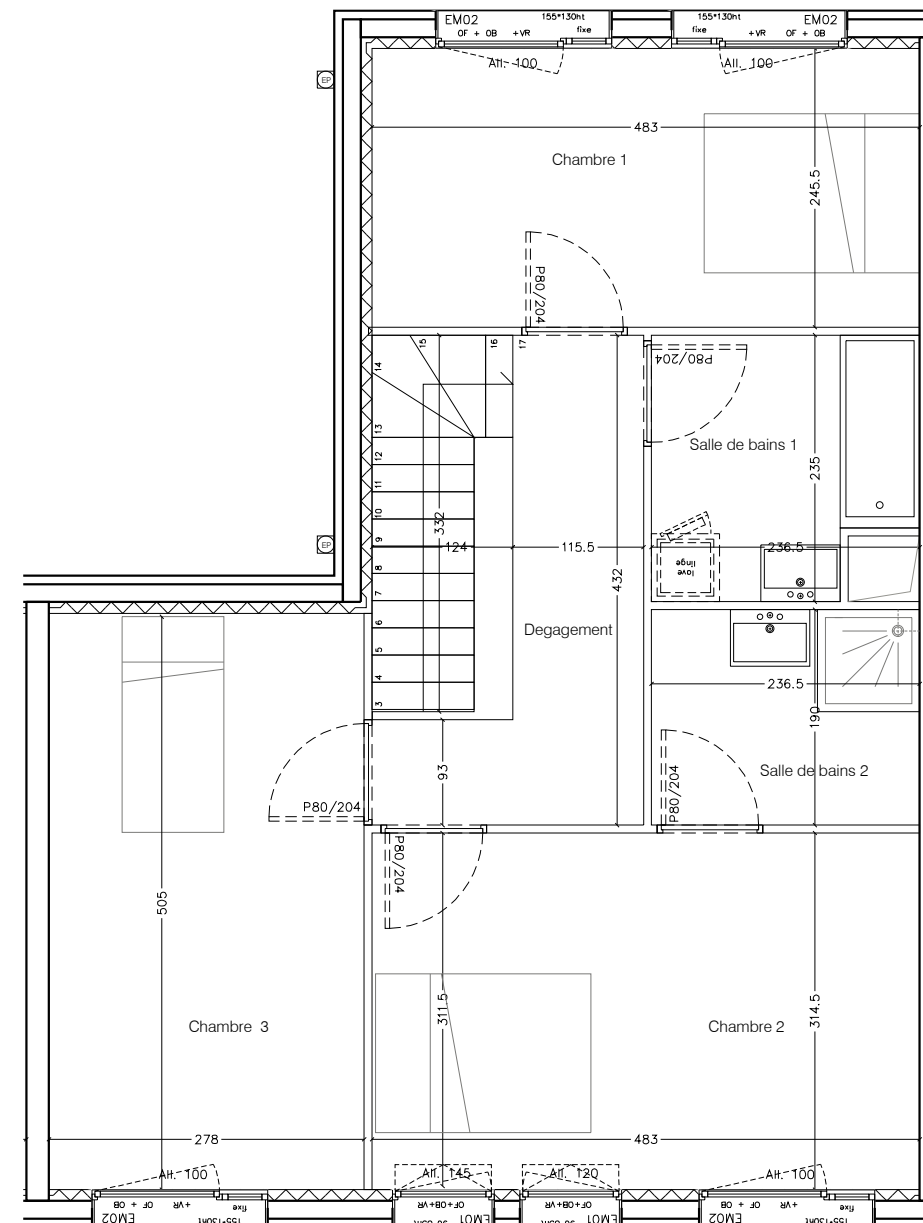 EM02 155*130ht 155*130ht EM02
OF + OB +VR fixe fixe +VR OF + OB
All. 100 All. 100
EP
483
Chambre 1
245.5
P80/204
15 16 17
P80/204
14
Salle de bains 1
13
12
11
10
332
235
EP
9
124 115.5 236.5
lave
linge
8
432
7
6
Degagement
5
236.5
4
190
3
93
Salle de bains 2
P80/204
P80/204
P80/204
505
311.5
314.5
Chambre 3 Chambre 2
278 483
All. 100 All. 145 All. 120 All. 100
OF + OB +VR fixe OF+OB+VR OF+OB+VR OF + OB +VR fixe
EM02 155*130ht EM01 EM01 EM02 155*130ht